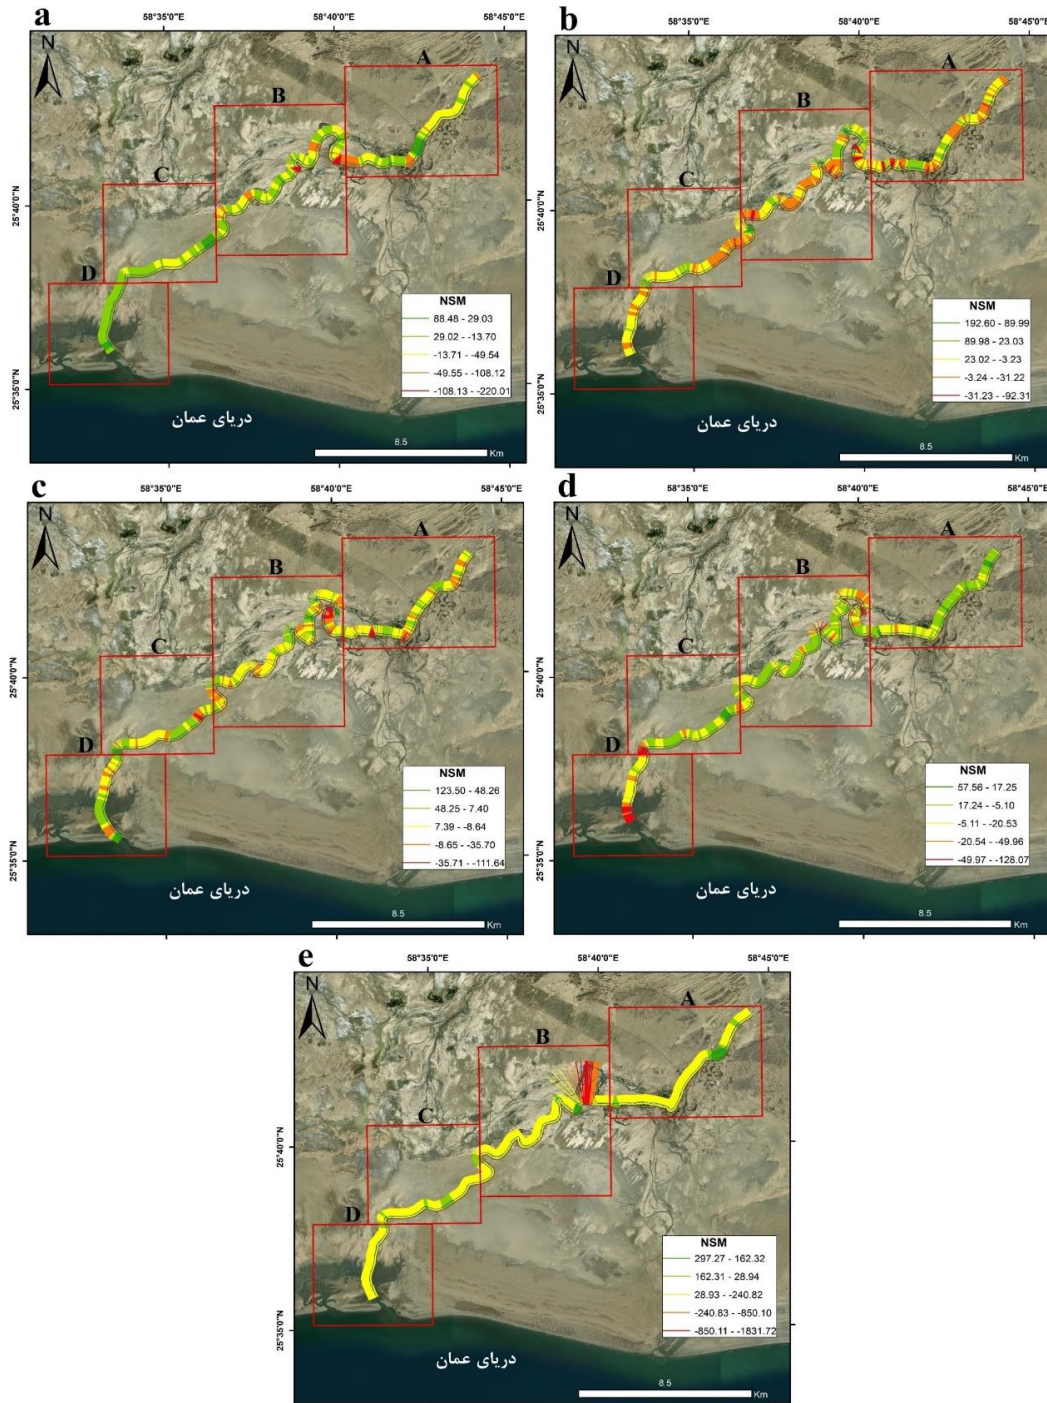 a
58°35'0"E 58°40'0"E 58°45'0"E
N
A
B
C
D
25°40'0"N
25°35'0"N
NSM
88.48 - 29.03
29.02 - -13.70
-13.71 - -49.54
-49.55 - -108.12
-108.13 - -220.01
دریای عمان
8.5
Km
b
58°35'0"E 58°40'0"E 58°45'0"E
N
A
B
C
D
25°40'0"N
25°35'0"N
NSM
192.60 - 89.99
89.98 - 23.03
23.02 - -3.23
-3.24 - -31.22
-31.23 - -92.31
دریای عمان
8.5
Km
c
58°35'0"E 58°40'0"E 58°45'0"E
N
A
B
C
D
25°40'0"N
25°35'0"N
NSM
123.50 - 48.26
48.25 - 7.40
7.39 - -8.64
-8.65 - -35.70
-35.71 - -111.64
دریای عمان
8.5
Km
d
58°35'0"E 58°40'0"E 58°45'0"E
N
A
B
C
D
25°40'0"N
25°35'0"N
NSM
57.56 - 17.25
17.24 - -5.10
-5.11 - -20.53
-20.54 - -49.96
-49.97 - -128.07
دریای عمان
8.5
Km
e
58°35'0"E 58°40'0"E 58°45'0"E
N
A
B
C
D
25°40'0"N
25°35'0"N
NSM
297.27 - 162.32
162.31 - 28.94
28.93 - -240.82
-240.83 - -850.10
-850.11 - -1831.72
دریای عمان
8.5
Km